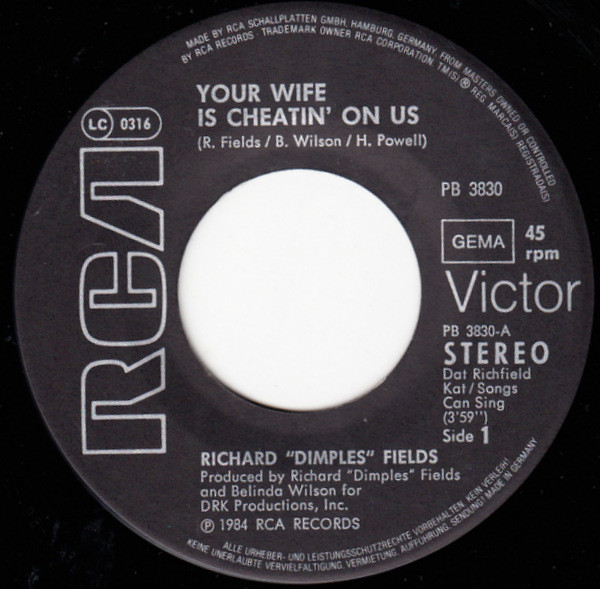 MADE BY RCA SCHALLPLATTEN GMBH, HAMBURG, GERMANY, FROM MASTERS OWNED OR CONTROLLED
BY RCA RECORDS · TRADEMARK OWNER RCA CORPORATION. TM(S) ® REG. MARCA(S) REGISTRADA(S)
YOUR WIFE
IS CHEATIN' ON US
(R. Fields / B. Wilson / H. Powell)
LC 0316
RCA
PB 3830
GEMA
45
rpm
Victor
PB 3830-A
STEREO
Dat Richfield
Kat/Songs
Can Sing
(3'59'')
Side 1
RICHARD "DIMPLES" FIELDS
Produced by Richard "Dimples" Fields
and Belinda Wilson for
DRK Productions, Inc.
℗ 1984 RCA RECORDS
ALLE URHEBER- UND LEISTUNGSSCHUTZRECHTE VORBEHALTEN. KEIN VERLEIH!
KEINE UNERLAUBTE VERVIELFÄLTIGUNG, VERMIETUNG, AUFFÜHRUNG, SENDUNG! MADE IN GERMANY